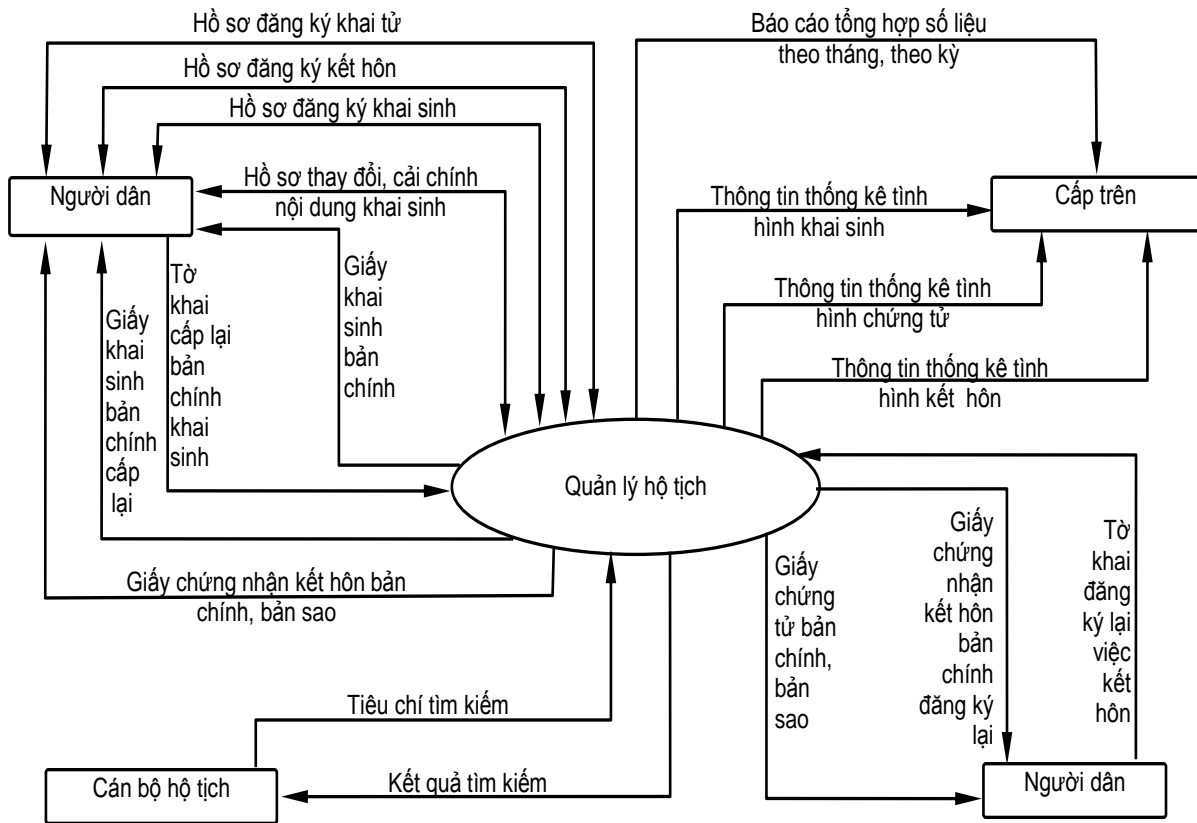 Hồ sơ đăng ký khai tử
Hồ sơ đăng ký kết hôn
Hồ sơ đăng ký khai sinh
Hồ sơ thay đổi, cải chính
nội dung khai sinh
Người dân
Báo cáo tổng hợp số liệu
theo tháng, theo kỳ
Thông tin thống kê tình
hình khai sinh
Cấp trên
Thông tin thống kê tình
hình chứng tử
Thông tin thống kê tình
hình kết hôn
Giấy
khai
sinh
bản
chính
cấp
lại
Tờ
khai
cấp lại
bản
chính
khai
sinh
Giấy
khai
sinh
bản
chính
Quản lý hộ tịch
Giấy chứng nhận kết hôn bản
chính, bản sao
Giấy
chứng
tử bản
chính,
bản
sao
Giấy
chứng
nhận
kết hôn
bản
chính
đăng ký
lại
Tờ
khai
đăng
ký lại
việc
kết
hôn
Tiêu chí tìm kiếm
Cán bộ hộ tịch
Kết quả tìm kiếm
Người dân